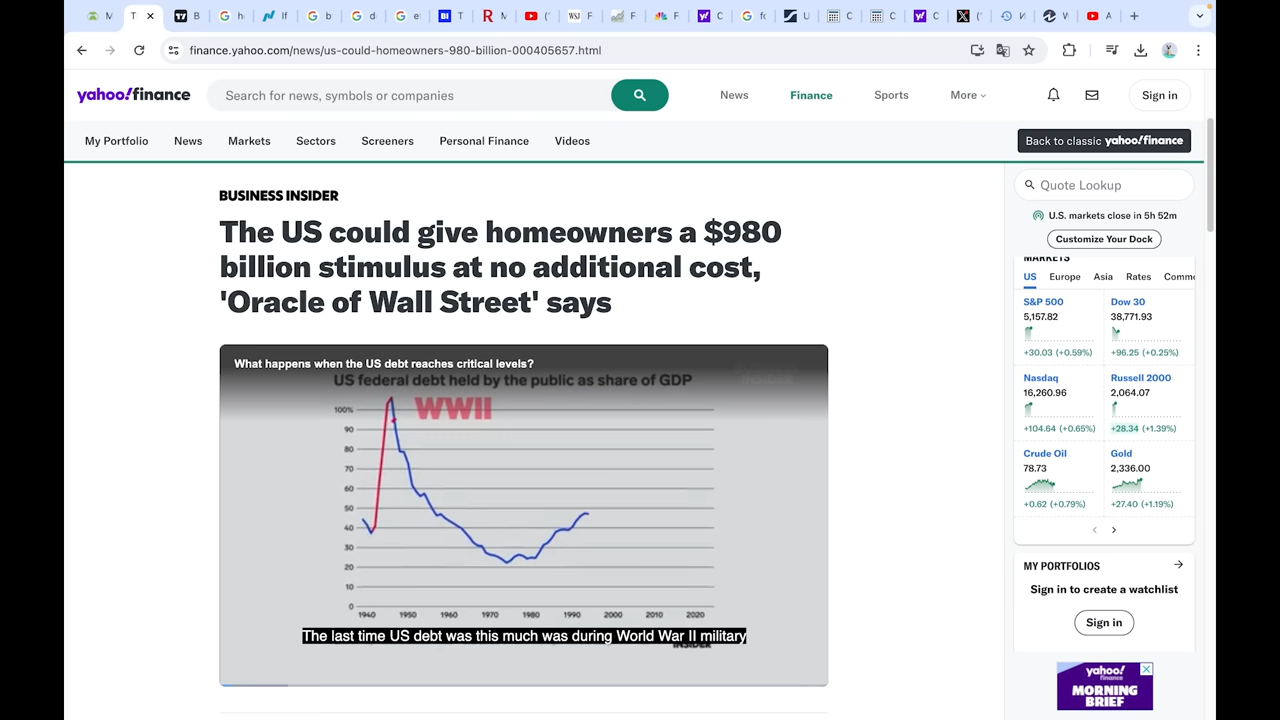 finance.yahoo.com/news/us-could-homeowners-980-billion-000405657.html
yahoo!finance
Search for news, symbols or companies
News
Finance
Sports
More
Sign in
My Portfolio
News
Markets
Sectors
Screeners
Personal Finance
Videos
Back to classic yahoo!finance
BUSINESS INSIDER
The US could give homeowners a $980
billion stimulus at no additional cost,
'Oracle of Wall Street' says
What happens when the US debt reaches critical levels?
US federal debt held by the public as share of GDP
WWII
100%
90
80
70
60
50
40
30
20
10
0
1940 1950 1960 1970 1980 1990 2000 2010 2020
The last time US debt was this much was during World War II military
INSIDER
Quote Lookup
U.S. markets close in 5h 52m
Customize Your Dock
MARKETS
US Europe Asia Rates Comm
S&P 500
5,157.82
+30.03 (+0.59%)
Dow 30
38,771.93
+96.25 (+0.25%)
Nasdaq
16,260.96
+104.64 (+0.65%)
Russell 2000
2,064.07
+28.34 (+1.39%)
Crude Oil
78.73
+0.62 (+0.79%)
Gold
2,336.00
+27.40 (+1.19%)
MY PORTFOLIOS
Sign in to create a watchlist
Sign in
yahoo!
finance
MORNING
BRIEF